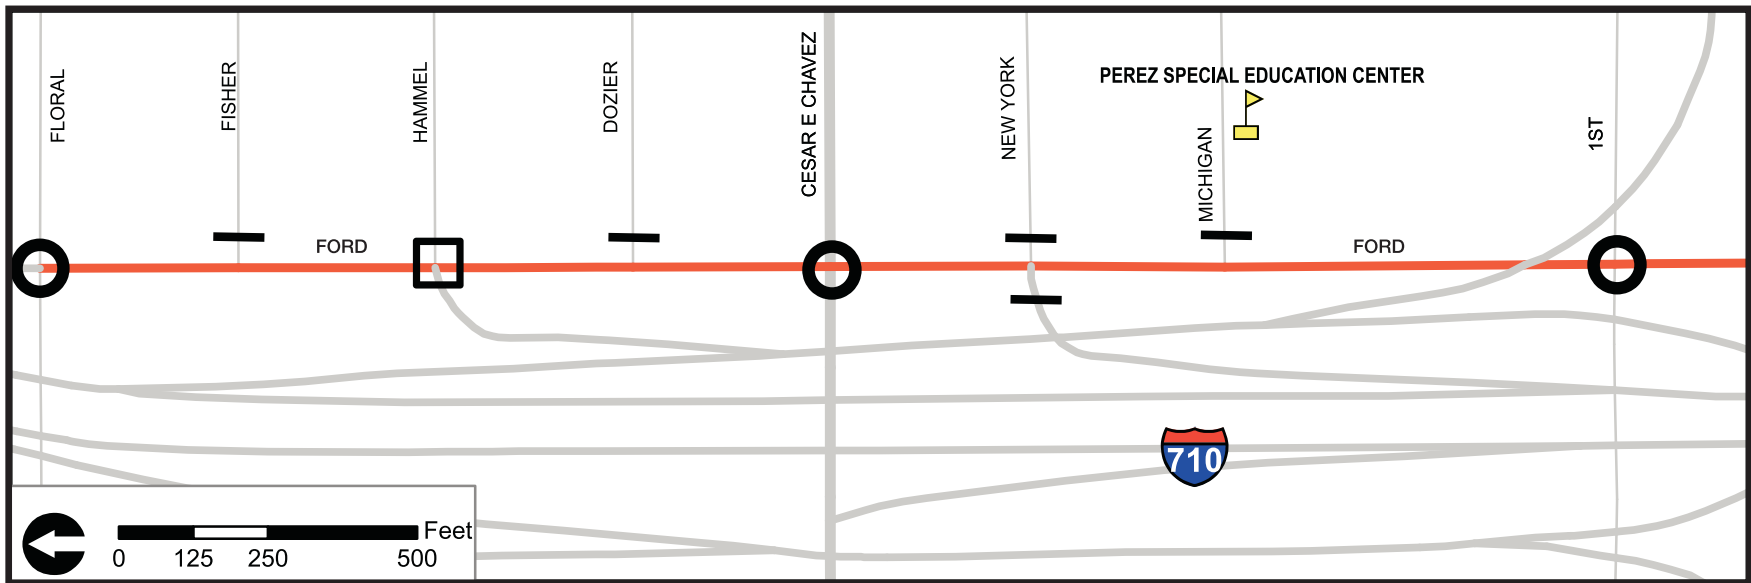 FLORAL
FISHER
HAMMEL
DOZIER
CESAR E CHAVEZ
NEW YORK
PEREZ SPECIAL EDUCATION CENTER
MICHIGAN
1ST
FORD
FORD
710
Feet
0 125 250 500